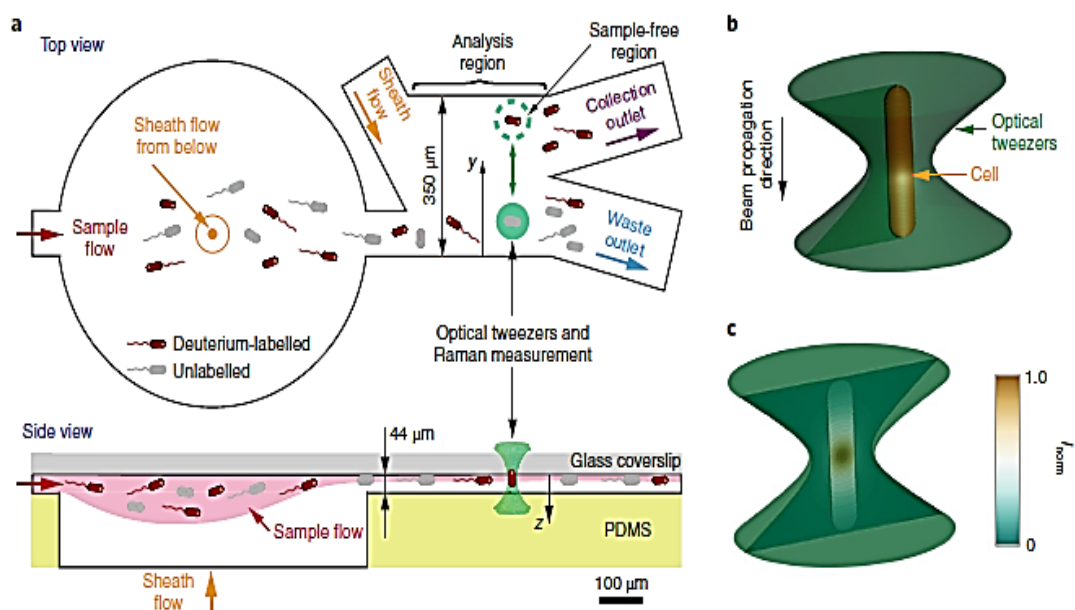 a
Top view
Sheath flow
from below
Sample
flow
Deuterium-labelled
Unlabelled
Sheath
flow
Analysis
region
350 µm
y
Sample-free
region
Collection
outlet
Waste
outlet
Optical tweezers and
Raman measurement
Side view
44 µm
Glass coverslip
Sample flow
z
PDMS
Sheath
flow
100 µm
b
Beam propagation
direction
Optical
tweezers
Cell
c
1.0
I norm
0